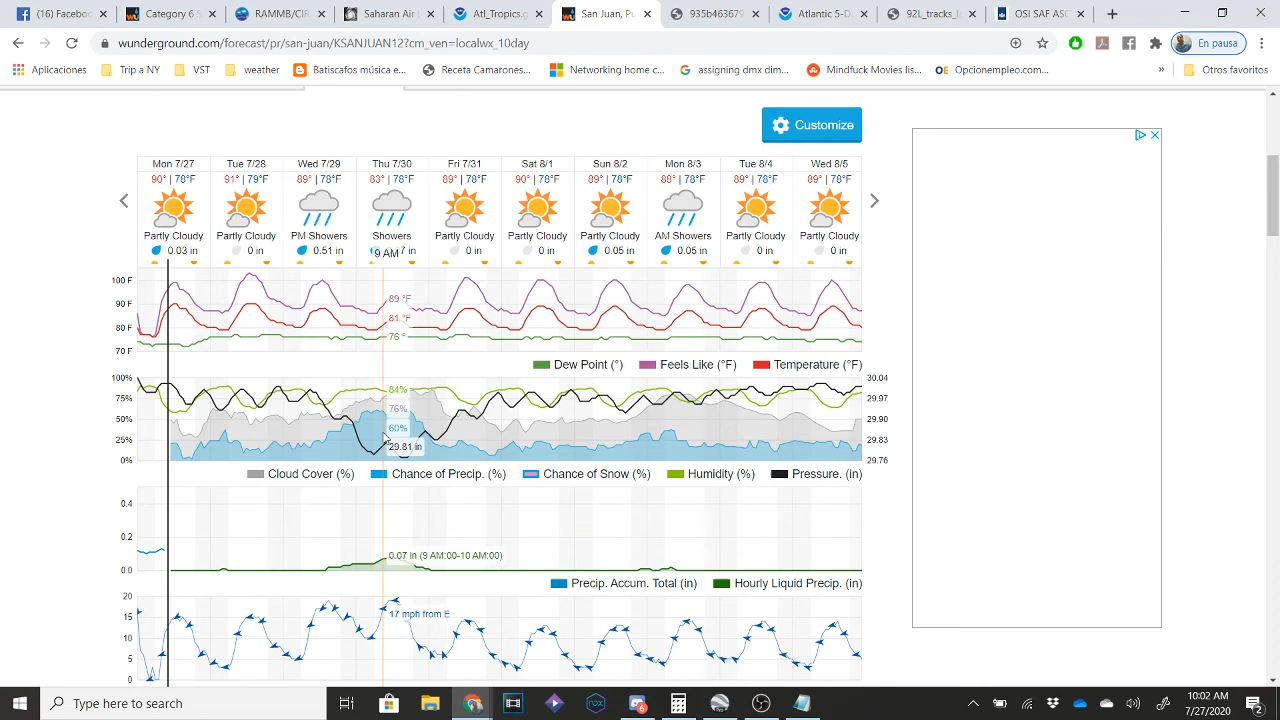 (16) Facebo
Category 6 S
RAMMB/CIR
Saharan Air
Atl_Tropics.g
San Juan, Pu
935b463679
Atlantic 5-D
92L_tracks_l
OSI SAF ASC
wunderground.com/forecast/pr/san-juan/KSANJUAN12?cm_ven=localwx_10day
En pausa
Aplicaciones
Trip a NY
VST
weather
Batiscafos música e...
Receta Camarones...
Networking home c...
assigning dmx dim...
Mindfuck Movies lis...
OE Opcionempleo.com...
»
Otros favoritos
Customize
Mon 7/27 Tue 7/28 Wed 7/29 Thu 7/30 Fri 7/31 Sat 8/1 Sun 8/2 Mon 8/3 Tue 8/4 Wed 8/5
90° | 78°F 91° | 79°F 89° | 78°F 83° | 78°F 89° | 78°F 90° | 78°F 89° | 78°F 88° | 78°F 89° | 78°F 89° | 78°F
Partly Cloudy Partly Cloudy PM Showers Showers Partly Cloudy Partly Cloudy Partly Cloudy AM Showers Partly Cloudy Partly Cloudy
0.03 in 0 in 0.51 in 7 in 0 in 0 in 0.05 in 0.05 in 0 in 0 in
9 AM
100 F
90 F
80 F
70 F
89 °F
81 °F
76 °
Dew Point (°) Feels Like (°F) Temperature (°F)
100%
75%
50%
25%
0%
84%
76%
60%
29.81 in
30.04
29.97
29.90
29.83
29.76
Cloud Cover (%) Chance of Precip. (%) Chance of Snow (%) Humidity (%) Pressure. (in)
0.4
0.2
0.0
0.07 in (9 AM:00-10 AM:00)
Precip. Accum. Total (in) Hourly Liquid Precip. (in)
20
15
10
5
0
17 mph from E
Type here to search
6
10:02 AM
7/27/2020
2